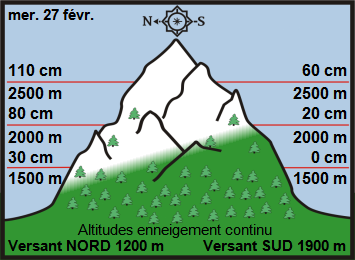 mer. 27 févr.
N S
110 cm 60 cm
2500 m 2500 m
80 cm 20 cm
2000 m 2000 m
30 cm 0 cm
1500 m 1500 m
Altitudes enneigement continu
Versant NORD 1200 m Versant SUD 1900 m